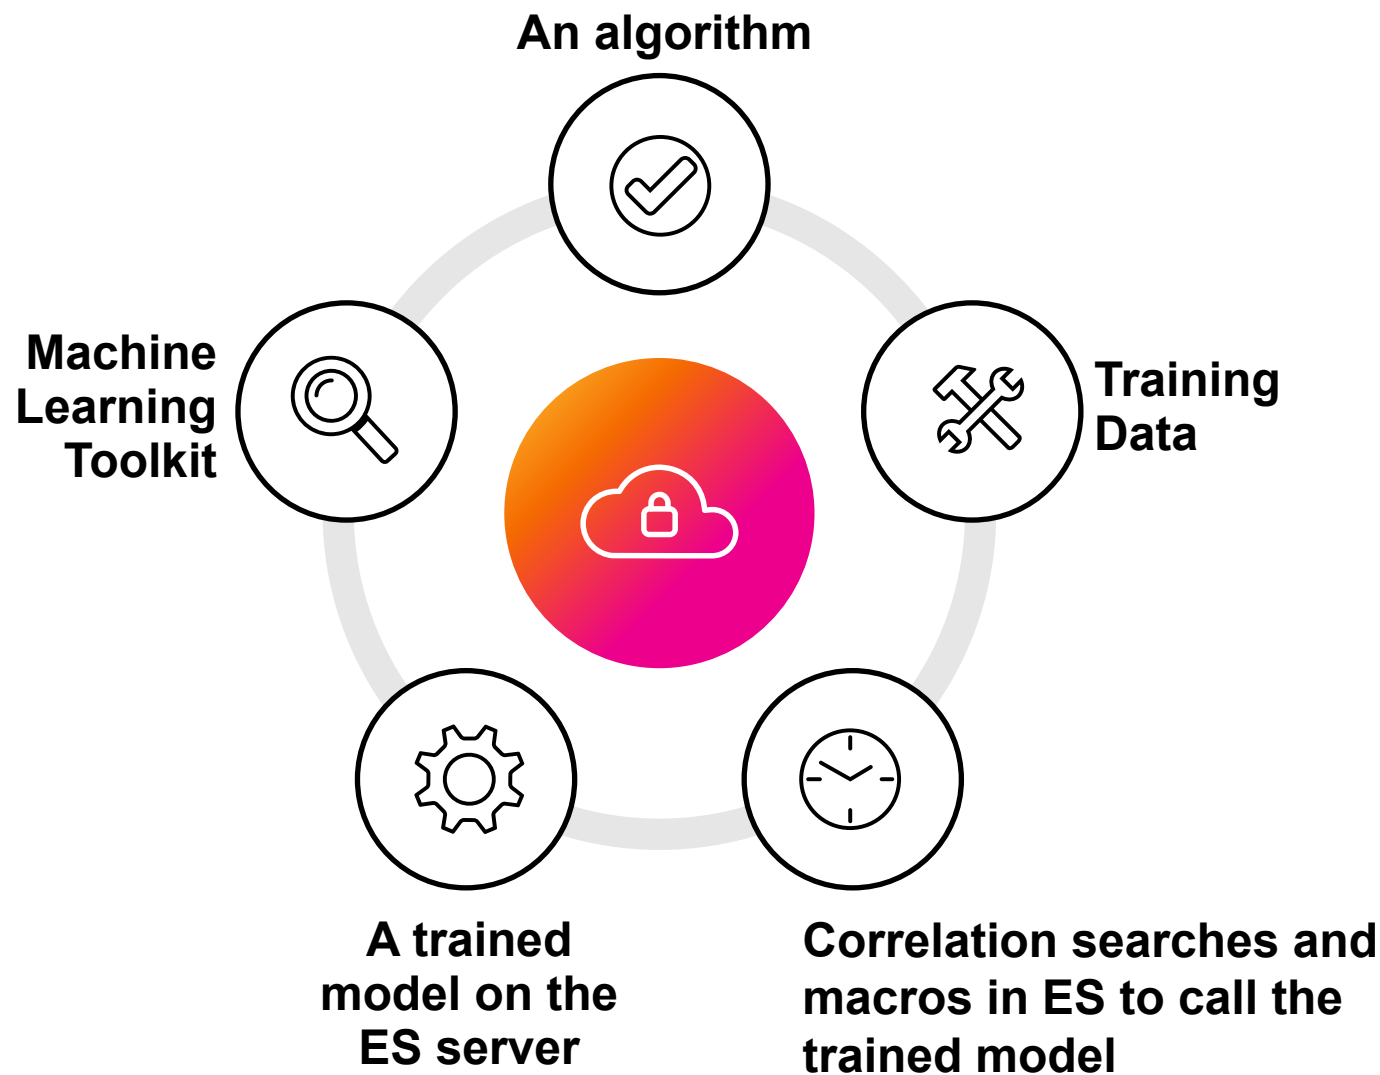 An algorithm
Machine
Learning
Toolkit
Training
Data
A trained
model on the
ES server
Correlation searches and
macros in ES to call the
trained model